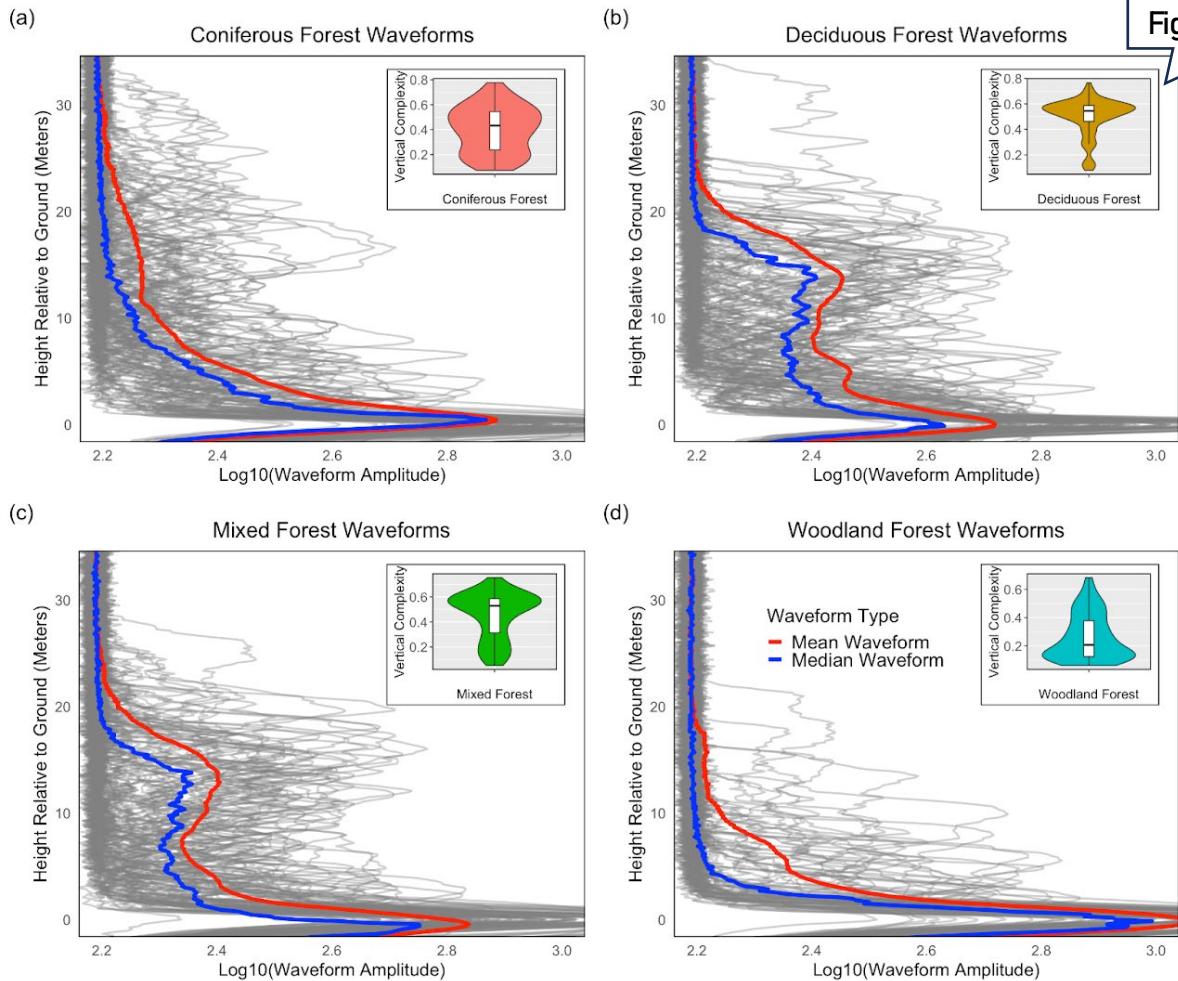 (a)
Coniferous Forest Waveforms
Height Relative to Ground (Meters)
30
20
10
0
2.2 2.4 2.6 2.8 3.0
Log10(Waveform Amplitude)
Vertical Complexity
0.8
0.6
0.4
0.2
Coniferous Forest
(b)
Deciduous Forest Waveforms
Fig
Height Relative to Ground (Meters)
30
20
10
0
2.2 2.4 2.6 2.8 3.0
Log10(Waveform Amplitude)
Vertical Complexity
0.8
0.6
0.4
0.2
Deciduous Forest
(c)
Mixed Forest Waveforms
Height Relative to Ground (Meters)
30
20
10
0
2.2 2.4 2.6 2.8 3.0
Log10(Waveform Amplitude)
Vertical Complexity
0.6
0.4
0.2
Mixed Forest
(d)
Woodland Forest Waveforms
Height Relative to Ground (Meters)
30
20
10
0
2.2 2.4 2.6 2.8 3.0
Log10(Waveform Amplitude)
Waveform Type
Mean Waveform
Median Waveform
Vertical Complexity
0.6
0.4
0.2
Woodland Forest